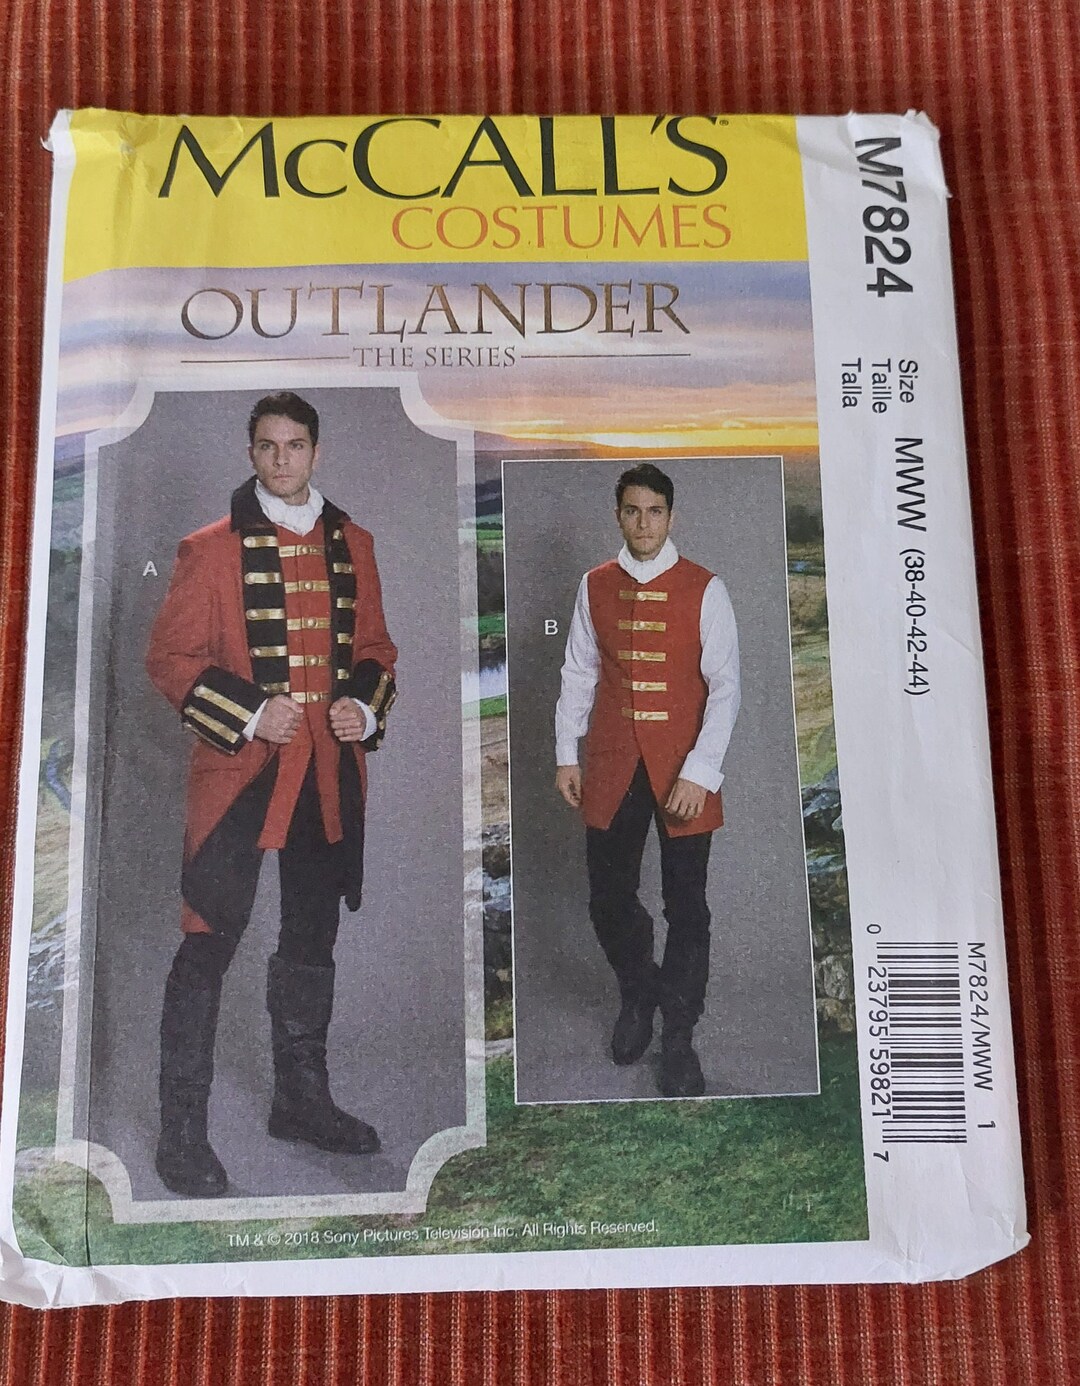 McCALL'S®
COSTUMES
OUTLANDER
THE SERIES
A
B
TM & © 2018 Sony Pictures Television Inc. All Rights Reserved.
M7824
Size
Taille
Talla
MWW (38-40-42-44)
M7824/MWW 1
0 23795 59821 7